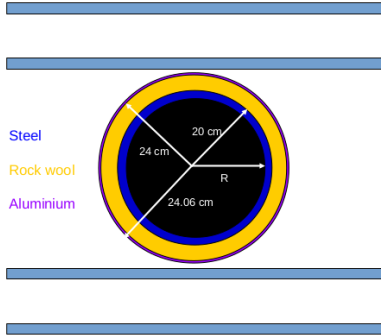 Steel
20 cm
24 cm
Rock wool
R
Aluminium
24.06 cm